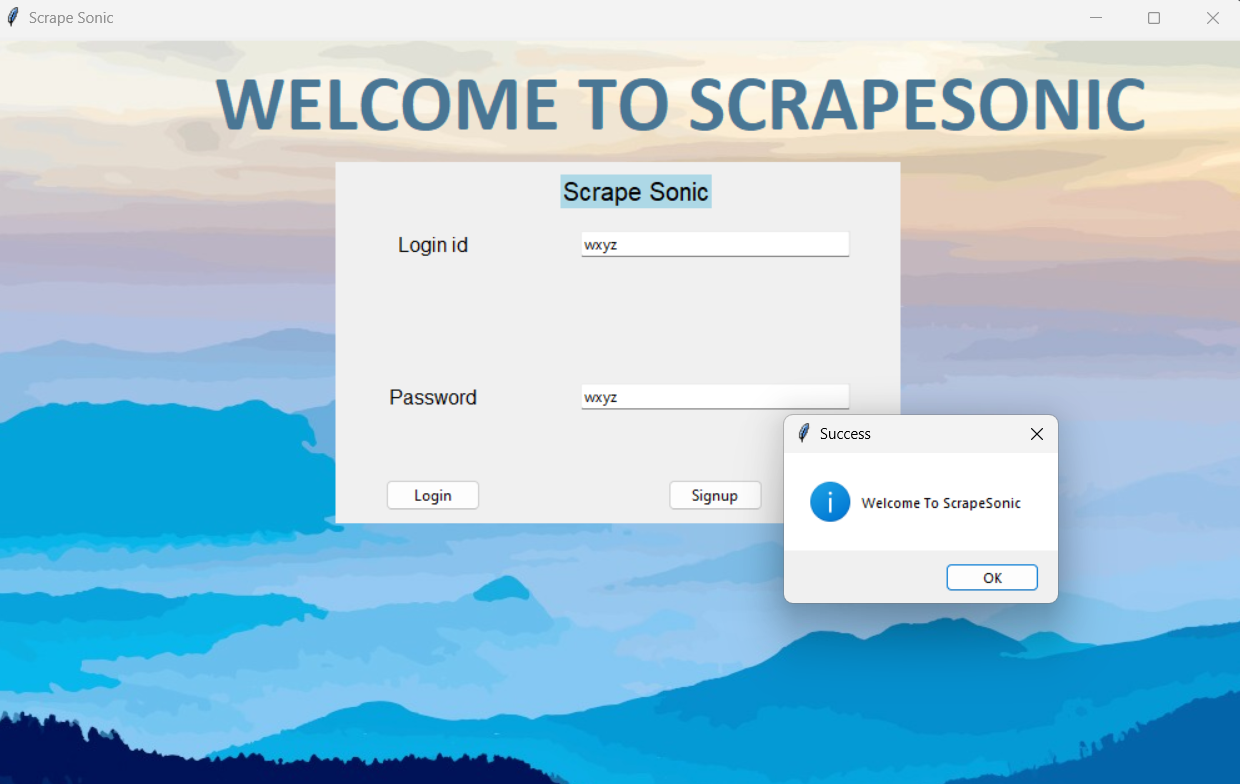 Scrape Sonic
WELCOME TO SCRAPESONIC
Scrape Sonic
Login id wxyz
Password wxyz
Login Signup
Success
Welcome To ScrapeSonic
OK